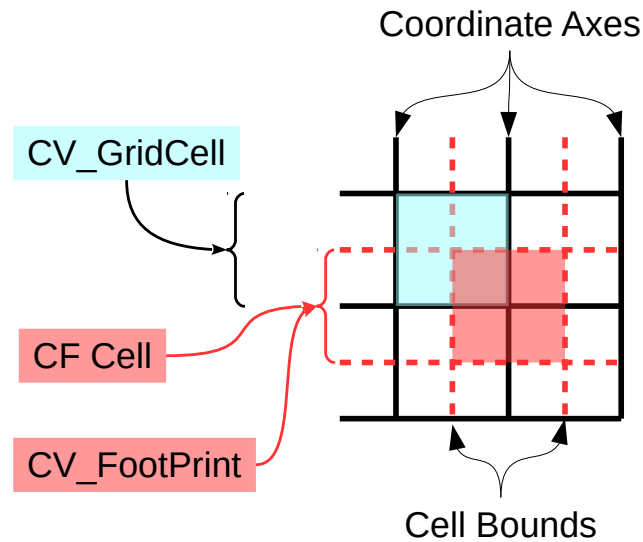 Coordinate Axes
CV_GridCell
CF Cell
CV_FootPrint
Cell Bounds